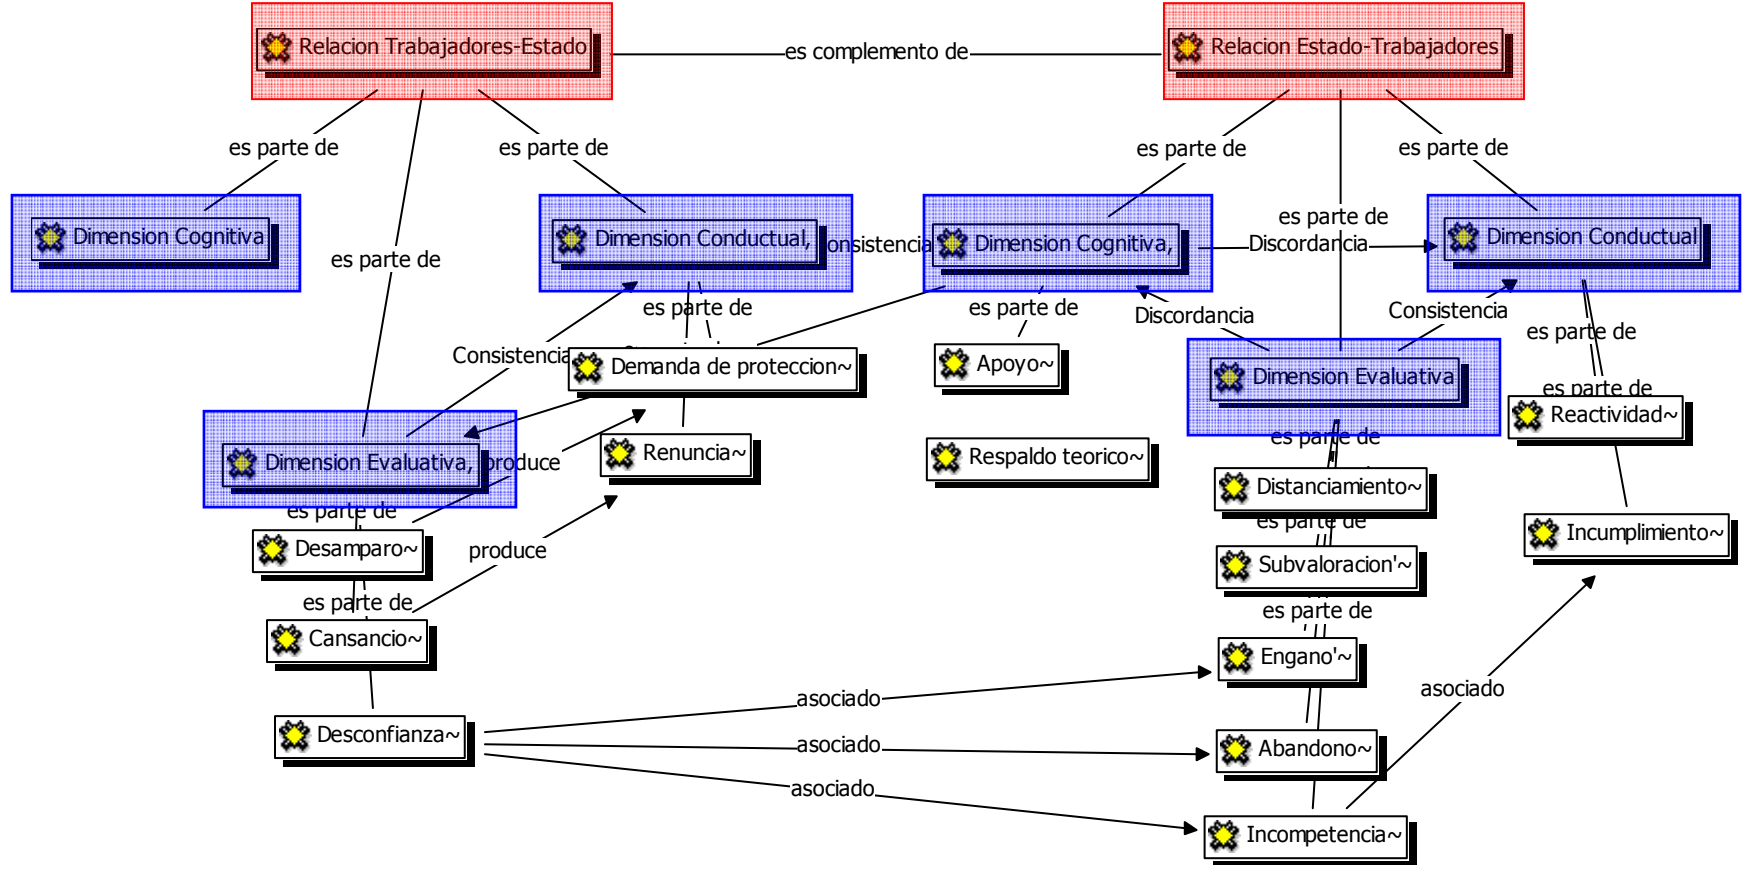 Relacion Trabajadores-Estado
es complemento de
Relacion Estado-Trabajadores
es parte de
es parte de
es parte de
es parte de
es parte de
es parte de
Dimension Cognitiva
Dimension Conductual,
onsistencia
Dimension Cognitiva,
Discordancia
Dimension Conductual
es parte de
es parte de
es parte de
Discordancia
Consistencia
es parte de
Consistencia
Demanda de proteccion~
Apoyo~
Dimension Evaluativa
es parte de
Reactividad~
es parte de
Dimension Evaluativa,
produce
Renuncia~
Respaldo teorico~
Distanciamiento~
es parte de
es parte de
Incumplimiento~
Desamparo~
produce
Subvaloracion'~
es parte de
es parte de
Cansancio~
Engano'~
asociado
asociado
Desconfianza~
asociado
Abandono~
asociado
Incompetencia~